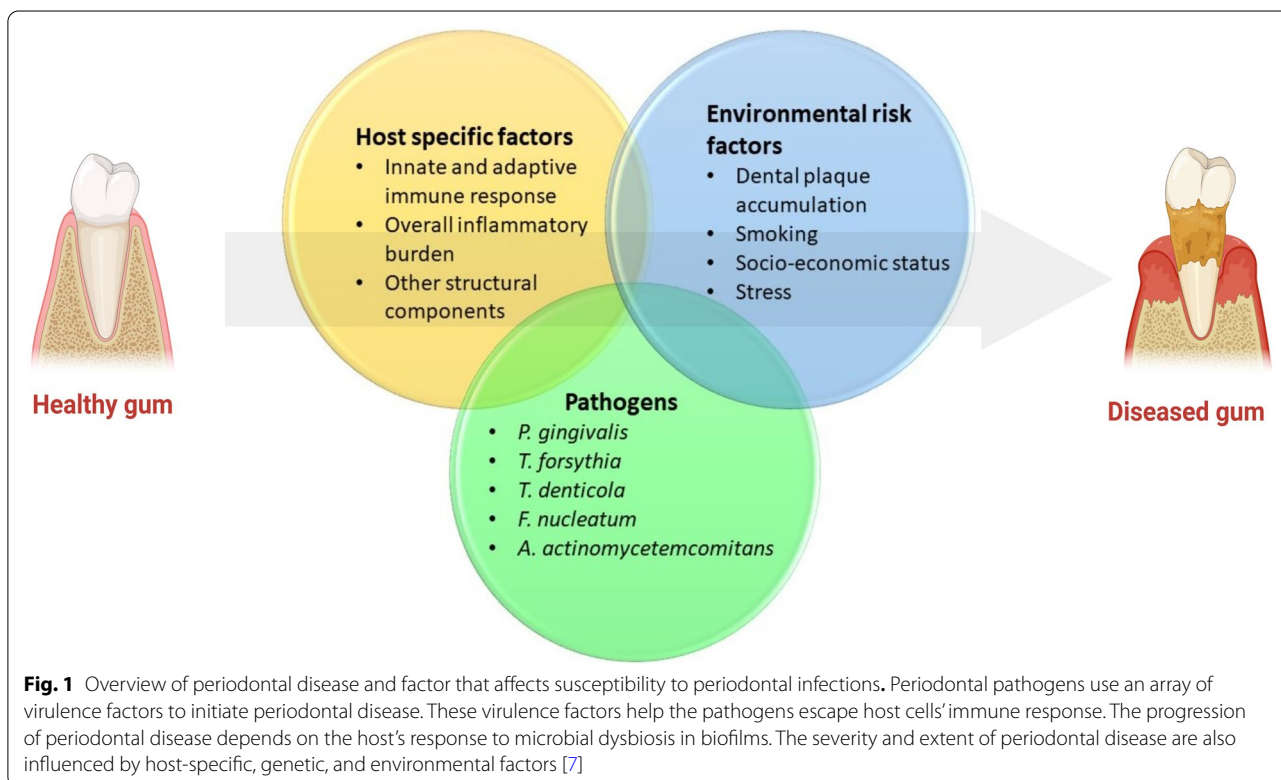 Host specific factors
• Innate and adaptive
immune response
• Overall inflammatory
burden
• Other structural
components
Environmental risk
factors
• Dental plaque
accumulation
• Smoking
• Socio-economic status
• Stress
Healthy gum
Pathogens
• P. gingivalis
• T. forsythia
• T. denticola
• F. nucleatum
• A. actinomycetemcomitans
Diseased gum
Fig. 1 Overview of periodontal disease and factor that affects susceptibility to periodontal infections. Periodontal pathogens use an array of
virulence factors to initiate periodontal disease. These virulence factors help the pathogens escape host cells’ immune response. The progression
of periodontal disease depends on the host’s response to microbial dysbiosis in biofilms. The severity and extent of periodontal disease are also
influenced by host-specific, genetic, and environmental factors [7]